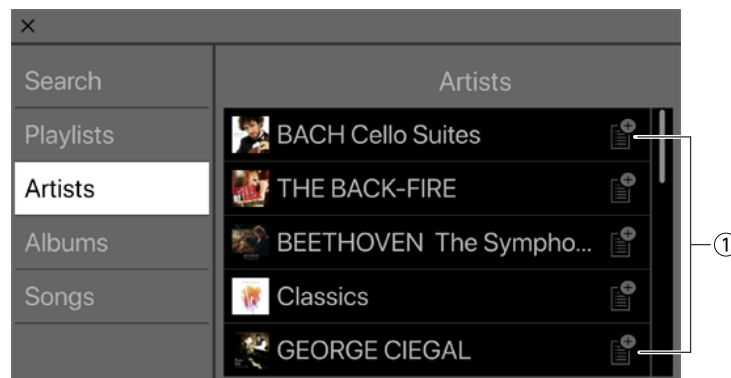 ×
Search
Playlists
Artists
Albums
Songs
Artists
BACH Cello Suites
THE BACK-FIRE
BEETHOVEN The Sympho...
Classics
GEORGE CIEGAL
①